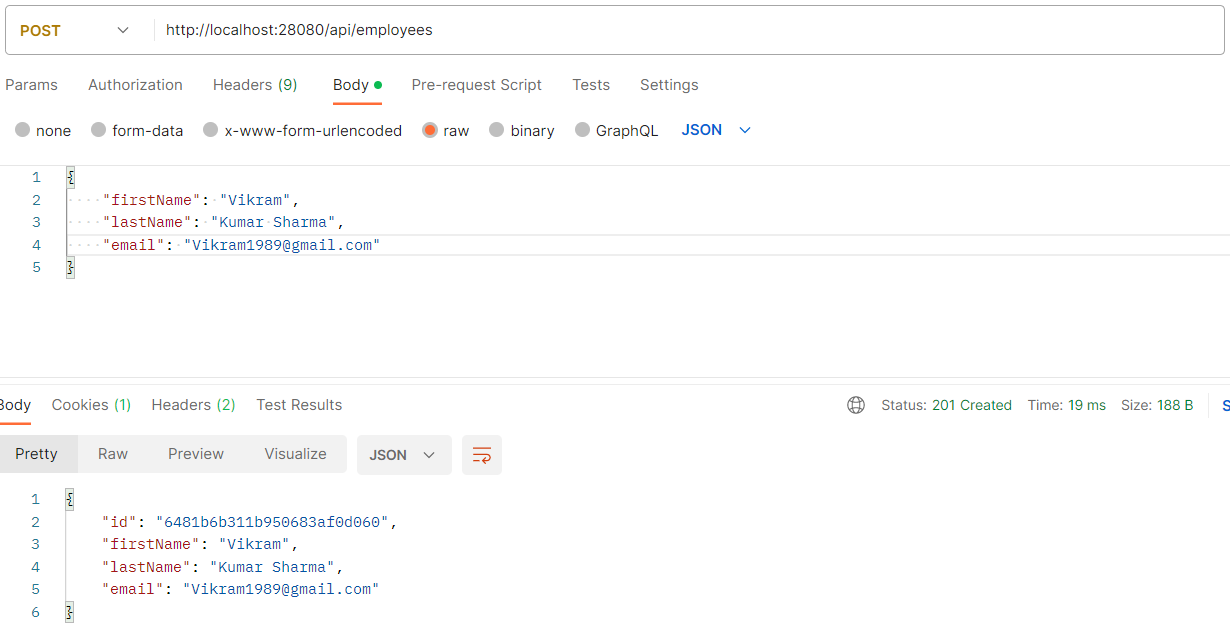 POST http://localhost:28080/api/employees
Params Authorization Headers (9) Body Pre-request Script Tests Settings
none form-data x-www-form-urlencoded raw binary GraphQL JSON
1 {
2 "firstName": "Vikram",
3 "lastName": "Kumar Sharma",
4 "email": "Vikram1989@gmail.com"
5 }
Body Cookies (1) Headers (2) Test Results Status: 201 Created Time: 19 ms Size: 188 B S
Pretty Raw Preview Visualize JSON
1 {
2 "id": "6481b6b311b950683af0d060",
3 "firstName": "Vikram",
4 "lastName": "Kumar Sharma",
5 "email": "Vikram1989@gmail.com"
6 }